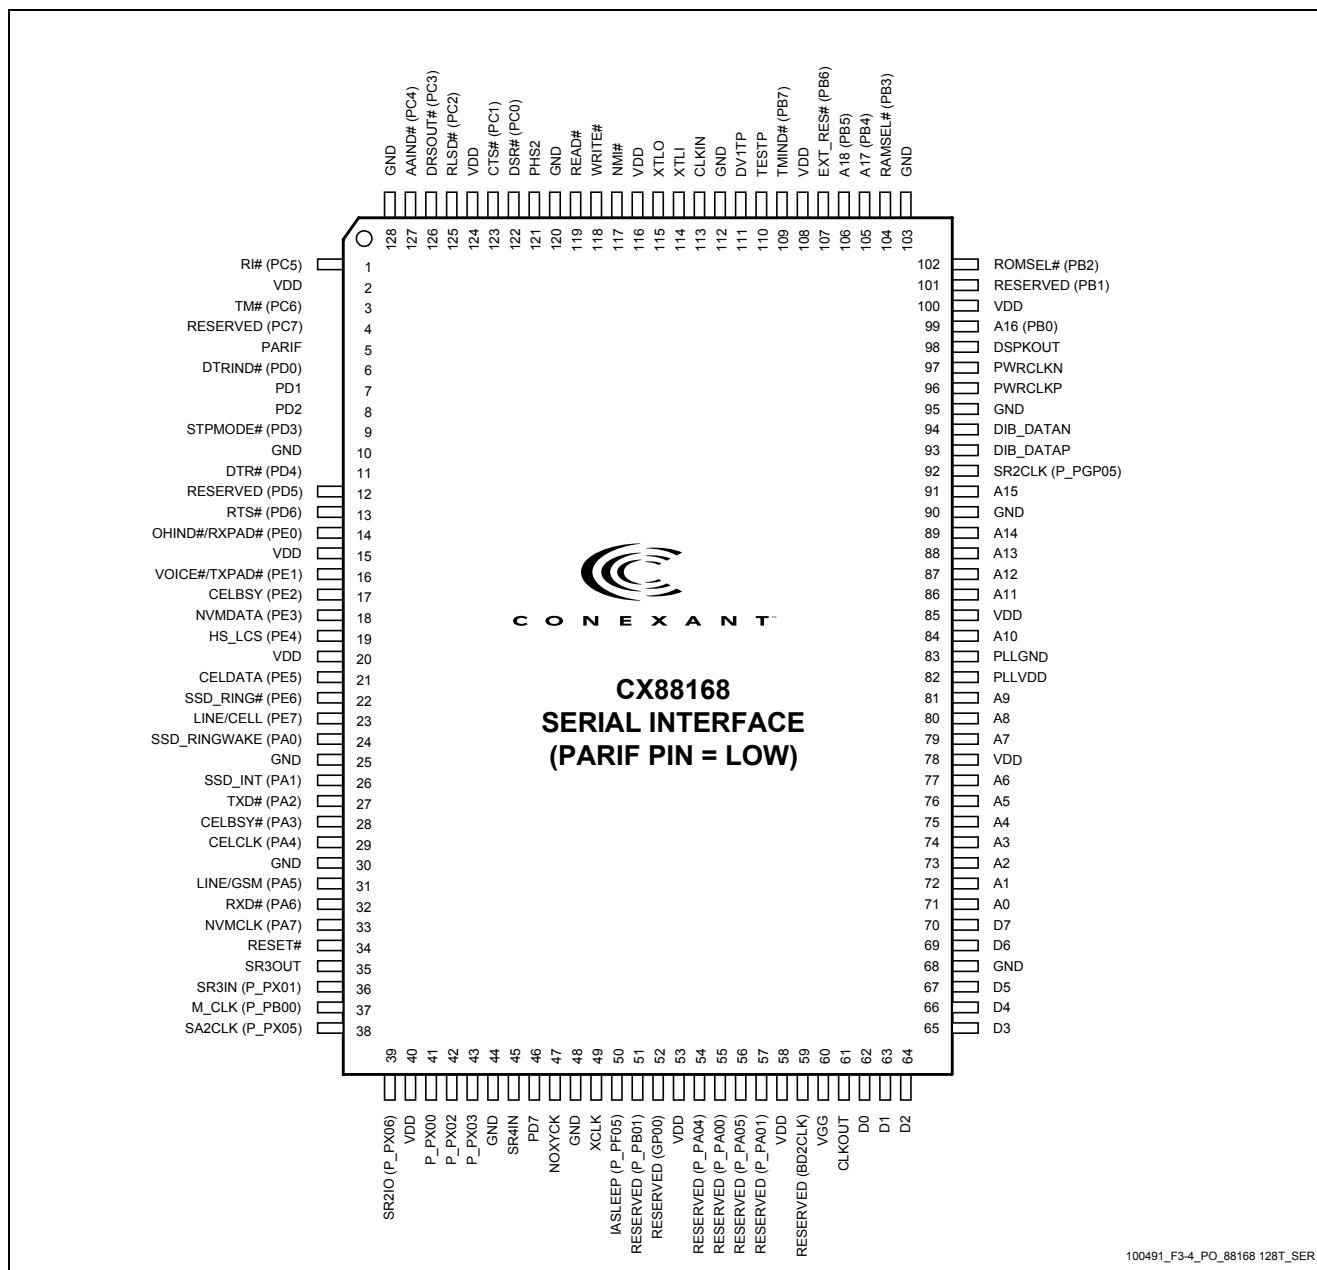 GND
AAIND# (PC4)
DRSOUT# (PC3)
RLSD# (PC2)
VDD
CTS# (PC1)
DSR# (PC0)
PHS2
GND
READ#
WRITE#
NMI#
VDD
XTLO
XTLI
CLKIN
GND
DV1TP
TESTP
TMIND# (PB7)
VDD
EXT_RES# (PB6)
A18 (PB5)
A17 (PB4)
RAMSEL# (PB3)
GND
128
127
126
125
124
123
122
121
120
119
118
117
116
115
114
113
112
111
110
109
108
107
106
105
104
103
RI# (PC5) 1
VDD 2
TM# (PC6) 3
RESERVED (PC7) 4
PARIF 5
DTRIND# (PD0) 6
PD1 7
PD2 8
STPMODE# (PD3) 9
GND 10
DTR# (PD4) 11
RESERVED (PD5) 12
RTS# (PD6) 13
OHIND#/RXPAD# (PE0) 14
VDD 15
VOICE#/TXPAD# (PE1) 16
CELBSY (PE2) 17
NVMDATA (PE3) 18
HS_LCS (PE4) 19
VDD 20
CELDATA (PE5) 21
SSD_RING# (PE6) 22
LINE/CELL (PE7) 23
SSD_RINGWAKE (PA0) 24
GND 25
SSD_INT (PA1) 26
TXD# (PA2) 27
CELBSY# (PA3) 28
CELCLK (PA4) 29
GND 30
LINE/GSM (PA5) 31
RXD# (PA6) 32
NVMCLK (PA7) 33
RESET# 34
SR3OUT 35
SR3IN (P_PX01) 36
M_CLK (P_PB00) 37
SA2CLK (P_PX05) 38
CONEXANT™
CX88168
SERIAL INTERFACE
(PARIF PIN = LOW)
102 ROMSEL# (PB2)
101 RESERVED (PB1)
100 VDD
99 A16 (PB0)
98 DSPKOUT
97 PWRCLKN
96 PWRCLKP
95 GND
94 DIB_DATAN
93 DIB_DATAP
92 SR2CLK (P_PGP05)
91 A15
90 GND
89 A14
88 A13
87 A12
86 A11
85 VDD
84 A10
83 PLLGND
82 PLLVDD
81 A9
80 A8
79 A7
78 VDD
77 A6
76 A5
75 A4
74 A3
73 A2
72 A1
71 A0
70 D7
69 D6
68 GND
67 D5
66 D4
65 D3
39
40
41
42
43
44
45
46
47
48
49
50
51
52
53
54
55
56
57
58
59
60
61
62
63
64
SR2IO (P_PX06)
VDD
P_PX00
P_PX02
P_PX03
GND
SR4IN
PD7
NOXYCK
GND
XCLK
IASLEEP (P_PF05)
RESERVED (P_PB01)
RESERVED (GP00)
VDD
RESERVED (P_PA04)
RESERVED (P_PA00)
RESERVED (P_PA05)
RESERVED (P_PA01)
VDD
RESERVED (BD2CLK)
VGG
CLKOUT
D0
D1
D2
100491_F3-4_PO_88168 128T_SER